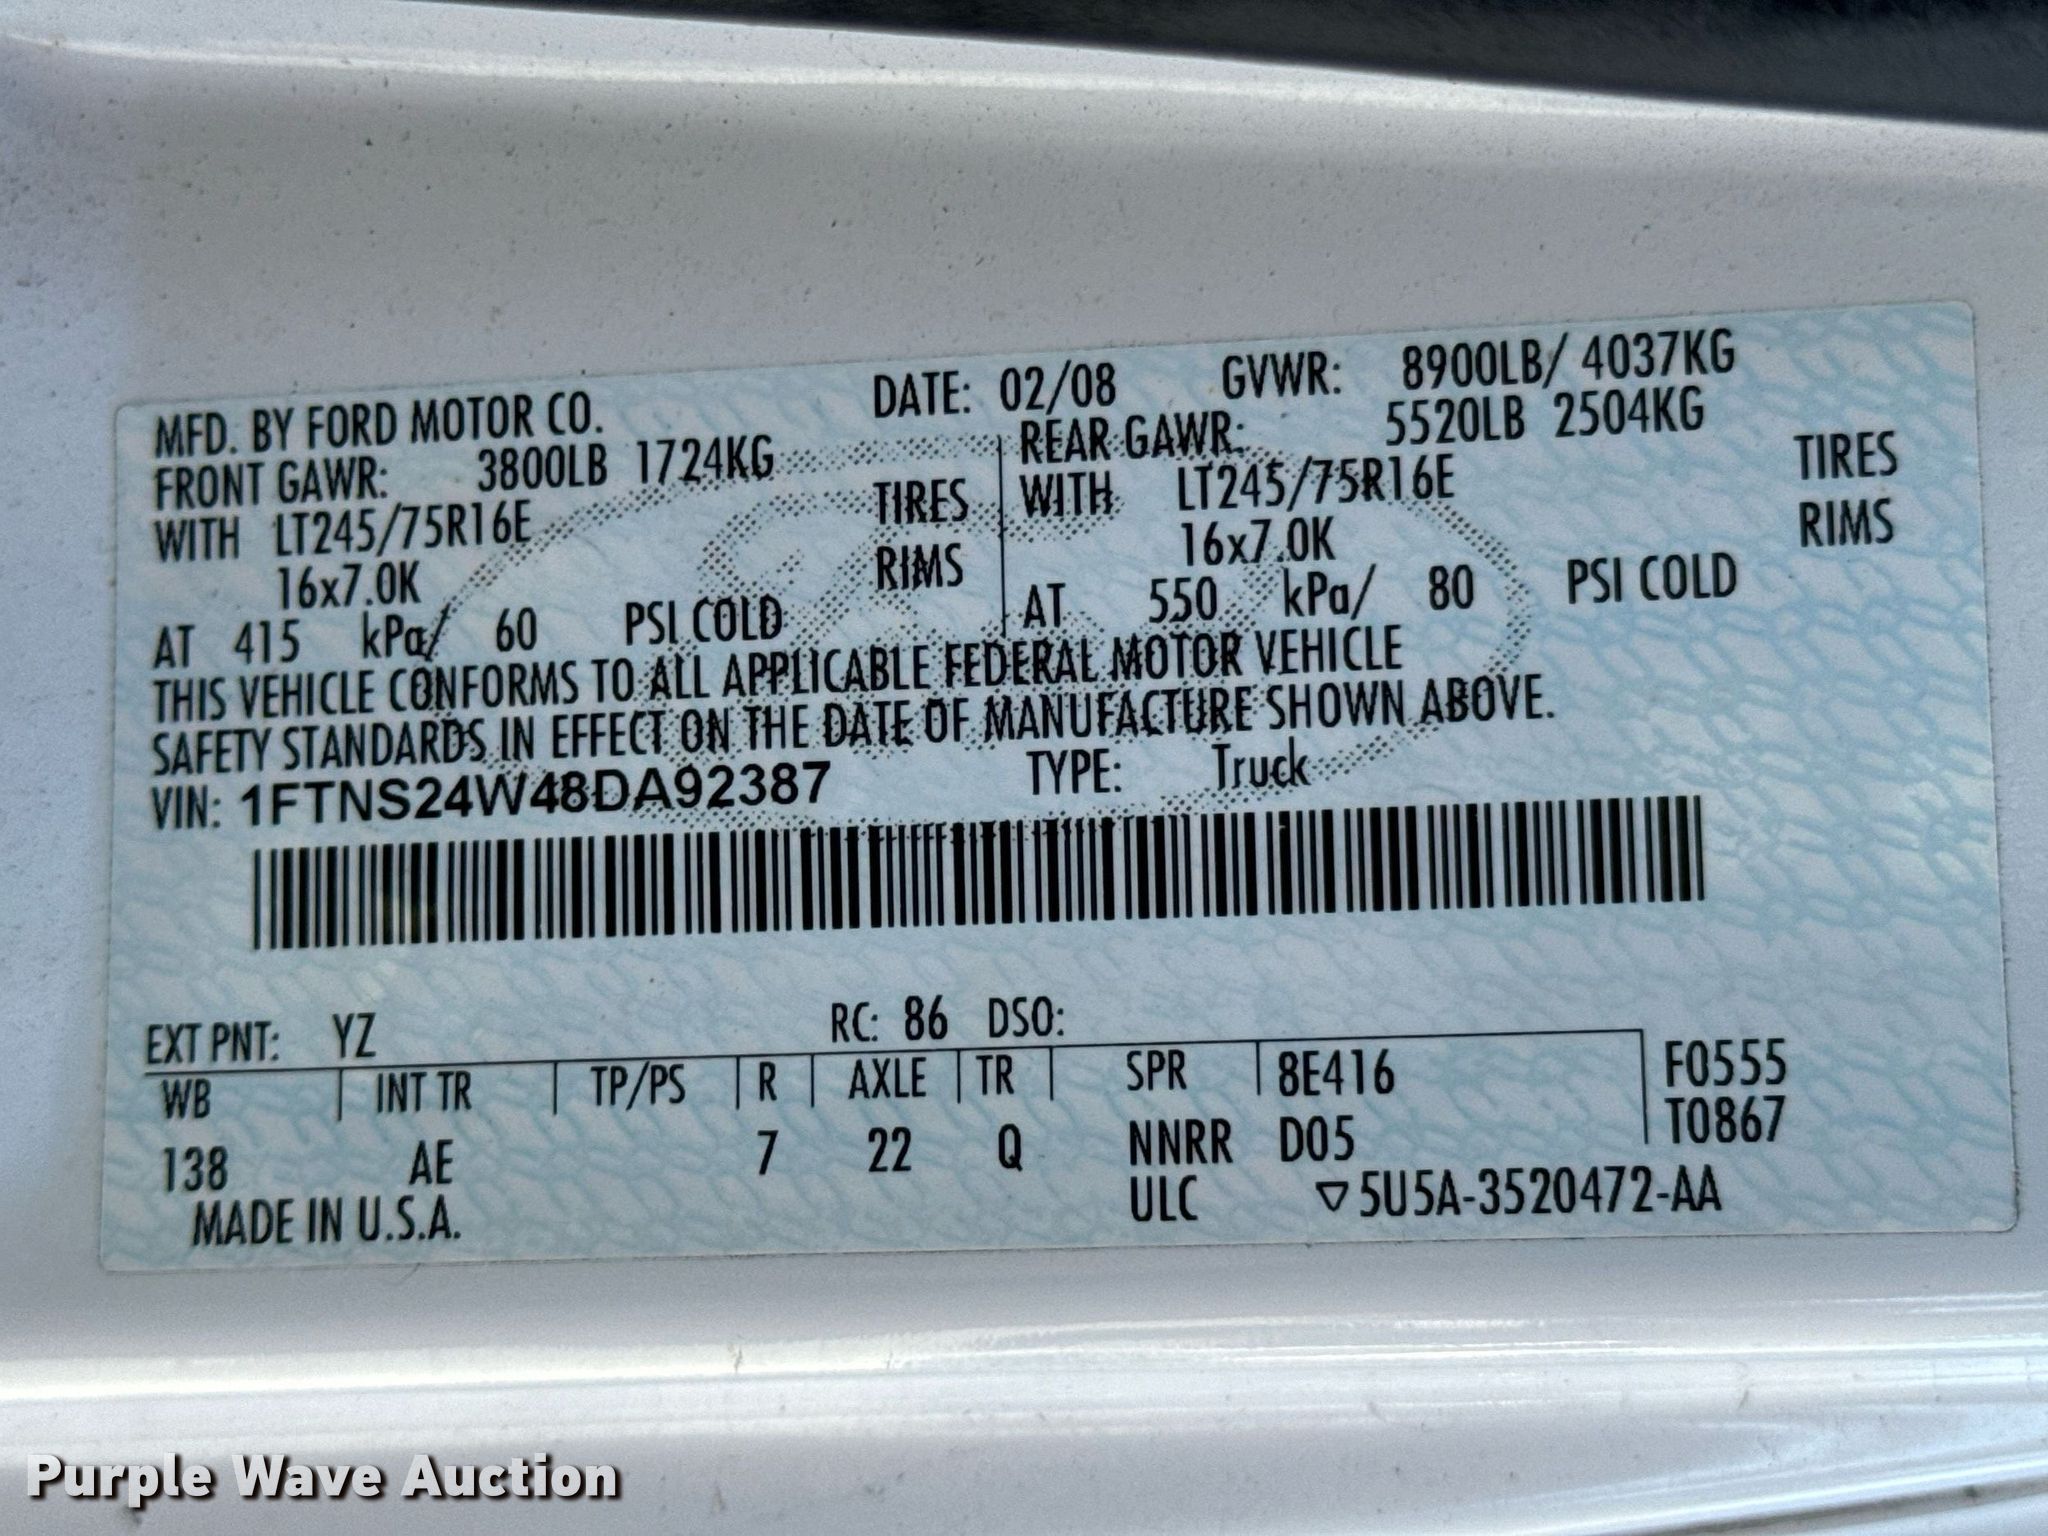 MFD. BY FORD MOTOR CO. DATE: 02/08 GVWR: 8900LB/ 4037KG
FRONT GAWR: 3800LB 1724KG REAR GAWR: 5520LB 2504KG
WITH LT245/75R16E TIRES WITH LT245/75R16E TIRES
16x7.0K RIMS 16x7.0K RIMS
AT 415 kPa/ 60 PSI COLD AT 550 kPa/ 80 PSI COLD
THIS VEHICLE CONFORMS TO ALL APPLICABLE FEDERAL MOTOR VEHICLE
SAFETY STANDARDS IN EFFECT ON THE DATE OF MANUFACTURE SHOWN ABOVE.
VIN: 1FTNS24W48DA92387 TYPE: Truck
EXT PNT: YZ RC: 86 DSO:
WB INT TR TP/PS R AXLE TR SPR 8E416 F0555
138 AE 7 22 Q NNRR D05 T0867
MADE IN U.S.A. ULC ▽5U5A-3520472-AA
Purple Wave Auction